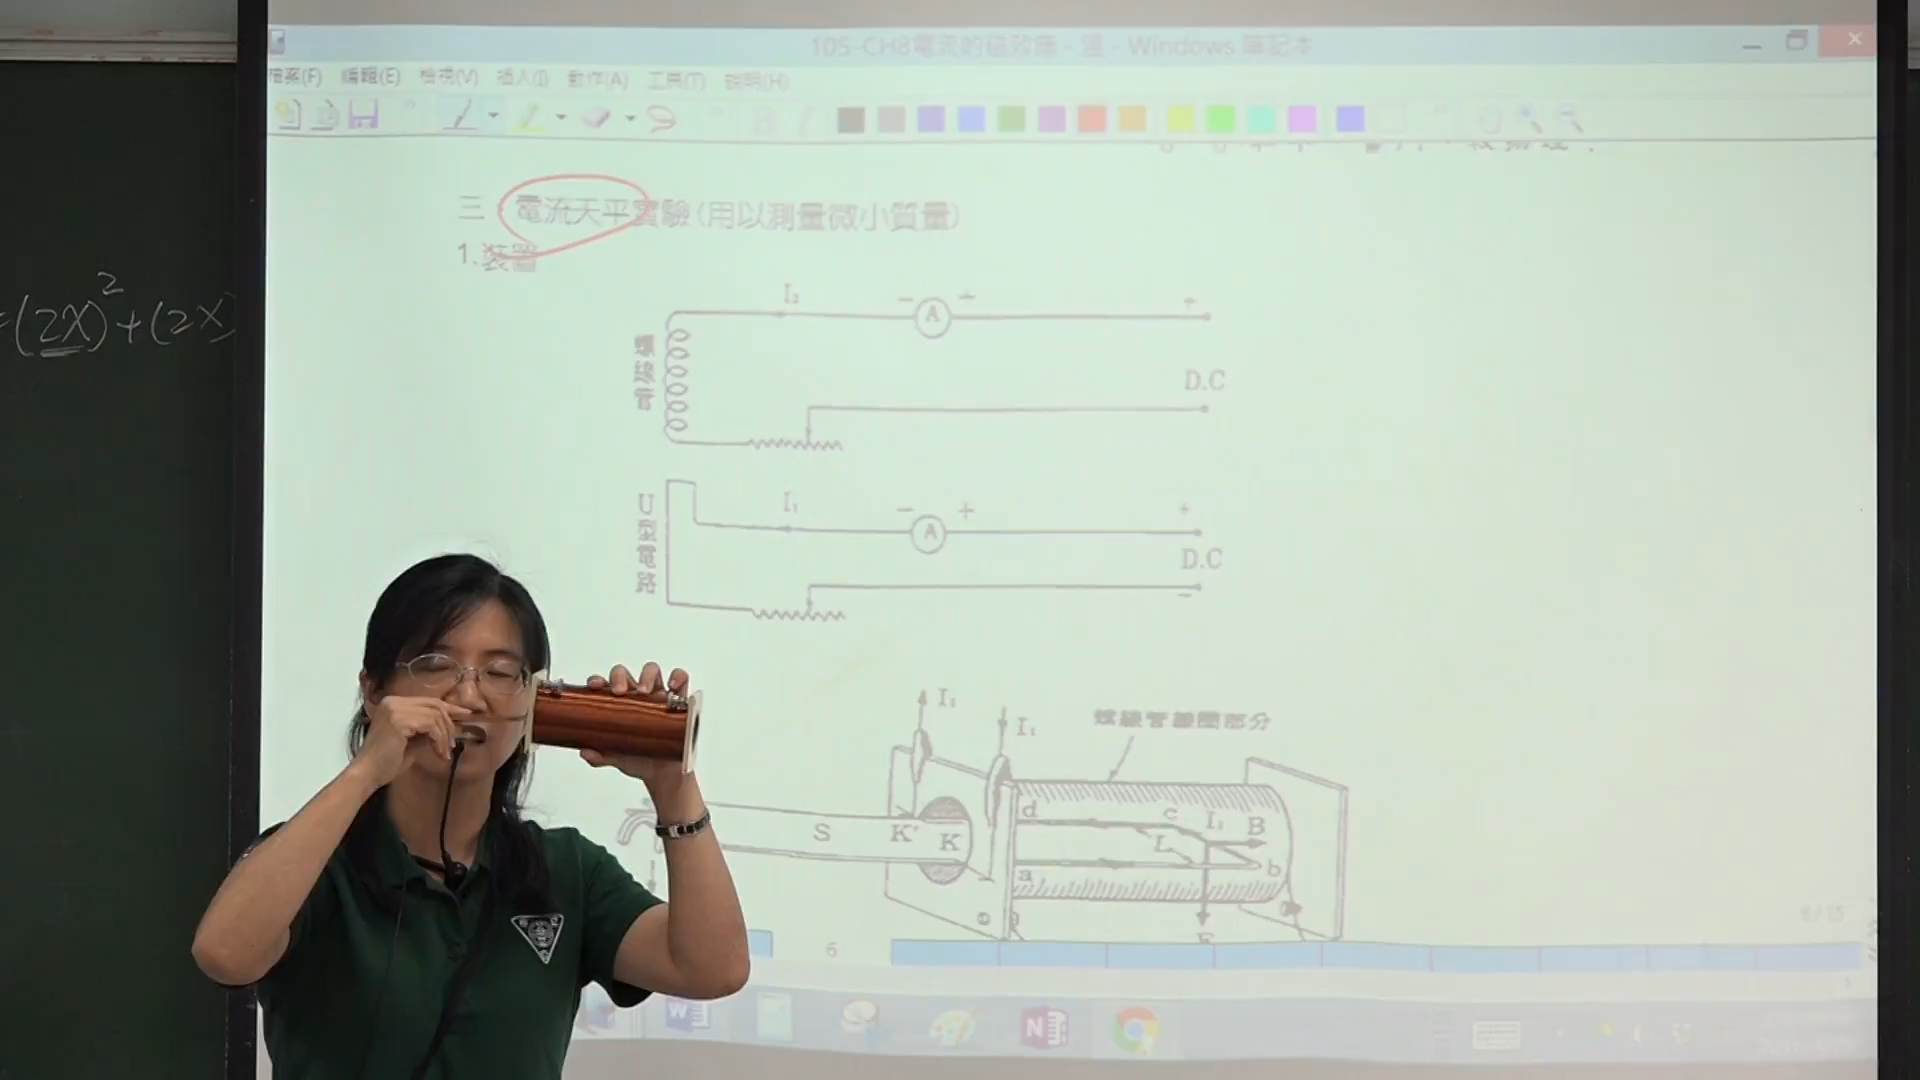 105-CH8電流的磁效應 - 溫 - Windows 筆記本
檔案(F) 編輯(E) 檢視(V) 插入(I) 動作(A) 工具(T) 說明(H)
三 電流天平實驗(用以測量微小質量)
1.裝置
I₂ − A + +
螺線管
D.C
U型電路
I₁ − A + +
D.C
−
I₁
I₁
螺線管線圈部分
S K' K d c I₁ B
L
a b
F
6
6/15
=(2X)²+(2X)